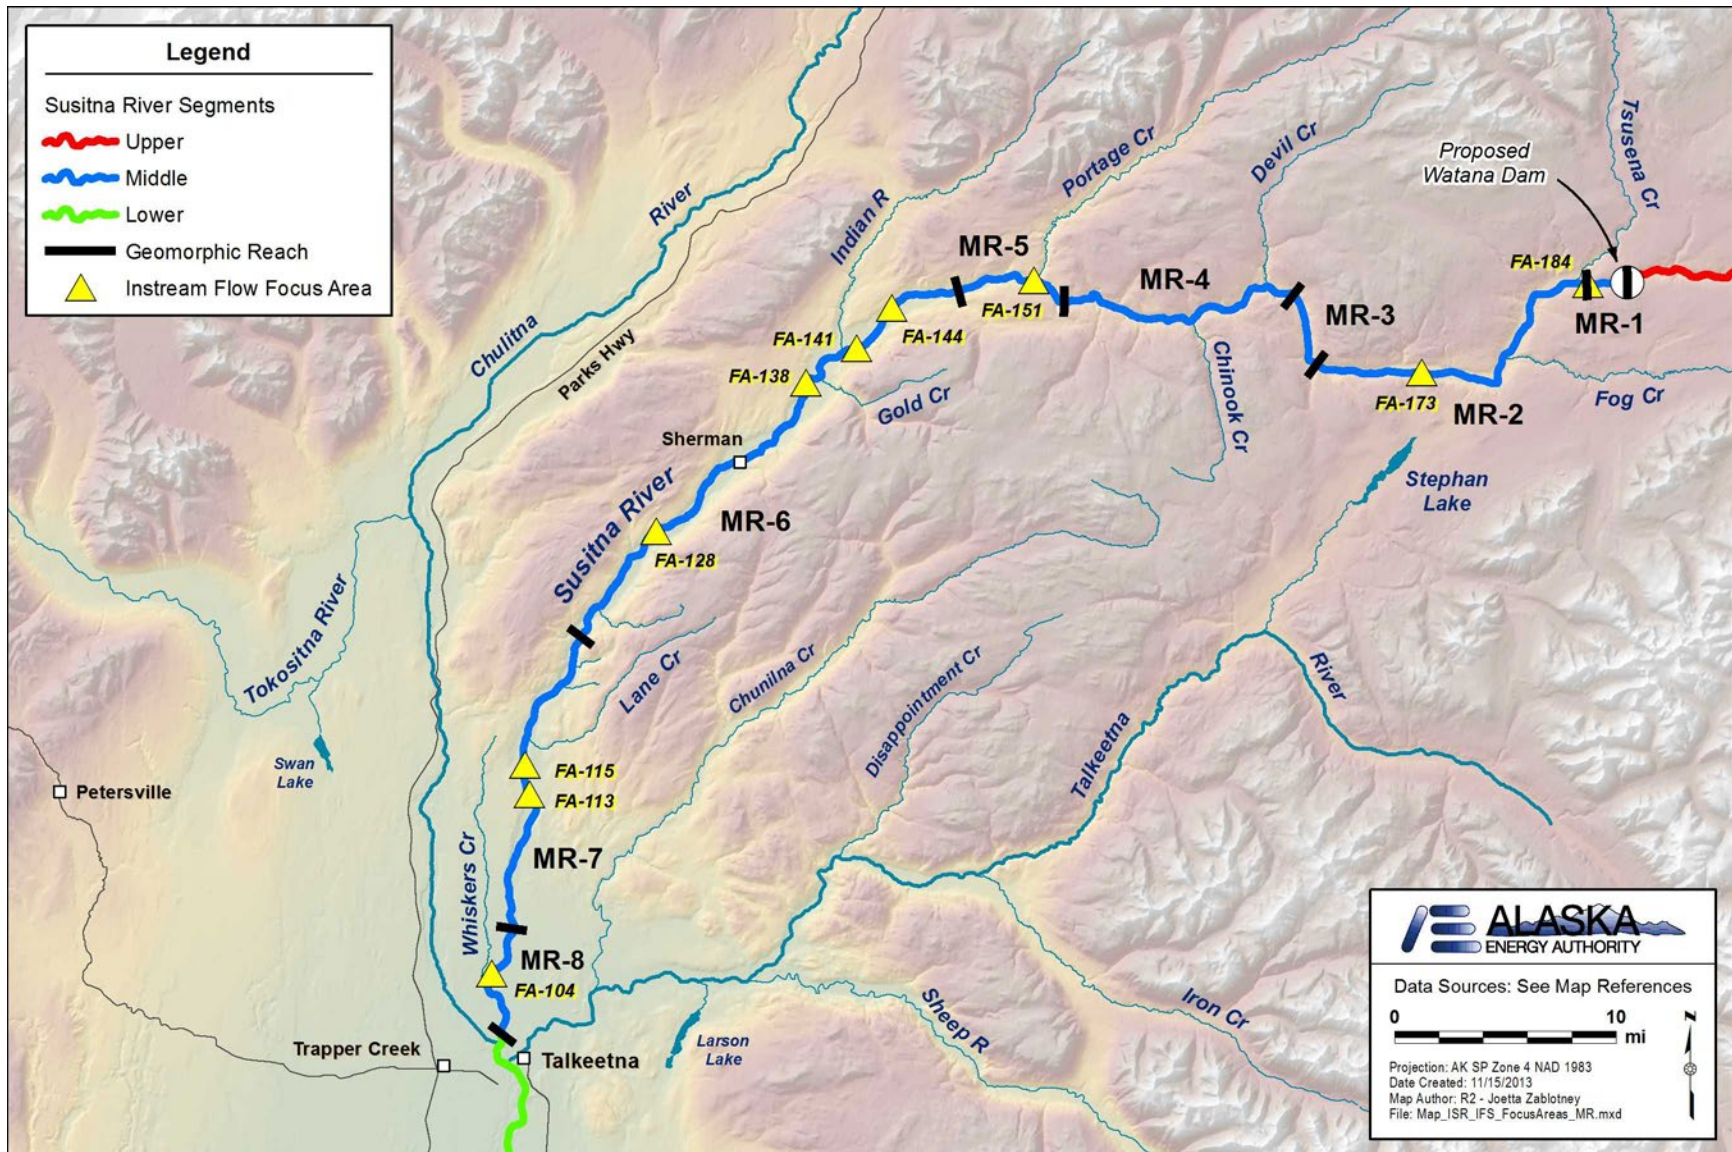 Legend
Susitna River Segments
Upper
Middle
Lower
Geomorphic Reach
Instream Flow Focus Area
River
Chulitna
Parks Hwy
Indian R
Portage Cr
Devil Cr
Tsusena Cr
Proposed
Watana Dam
MR-5
MR-4
MR-3
FA-184
MR-1
FA-151
FA-141
FA-144
FA-138
Gold Cr
Chinook Cr
FA-173
MR-2
Fog Cr
Sherman
Stephan
Lake
Susitna River
MR-6
FA-128
Tokositna River
Lane Cr
Chunilna Cr
Disappointment Cr
River
Talkeetna
Swan
Lake
Petersville
FA-115
FA-113
MR-7
Whiskers Cr
MR-8
FA-104
Sheep R
Iron Cr
Larson
Lake
Trapper Creek
Talkeetna
ALASKA
ENERGY AUTHORITY
Data Sources: See Map References
0 10
mi
N
Projection: AK SP Zone 4 NAD 1983
Date Created: 11/15/2013
Map Author: R2 - Joetta Zablotney
File: Map_ISR_IFS_FocusAreas_MR.mxd